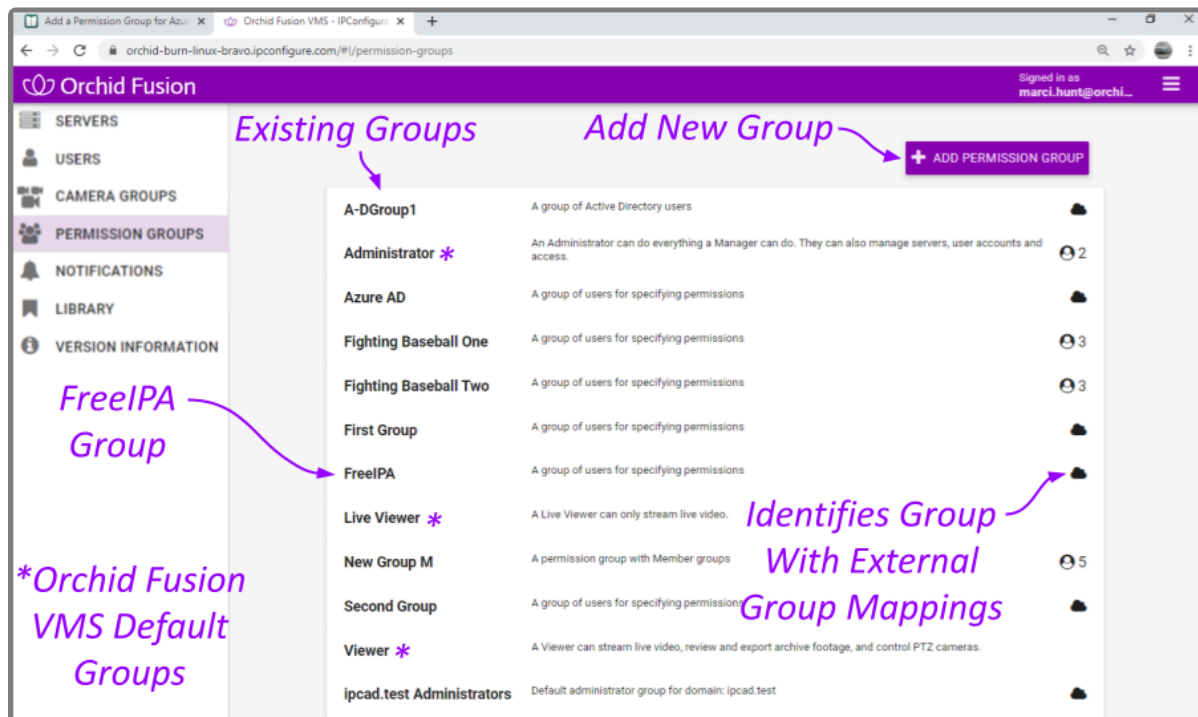 Add a Permission Group for Azur
Orchid Fusion VMS - IPConfigure
orchid-burn-linux-bravo.ipconfigure.com/#!/permission-groups
Orchid Fusion
Signed in as
marci.hunt@orchi...
SERVERS
USERS
CAMERA GROUPS
PERMISSION GROUPS
NOTIFICATIONS
LIBRARY
VERSION INFORMATION
Existing Groups
Add New Group
+ ADD PERMISSION GROUP
A-DGroup1 A group of Active Directory users
Administrator * An Administrator can do everything a Manager can do. They can also manage servers, user accounts and
access. 2
Azure AD A group of users for specifying permissions
Fighting Baseball One A group of users for specifying permissions 3
Fighting Baseball Two A group of users for specifying permissions 3
First Group A group of users for specifying permissions
FreeIPA A group of users for specifying permissions
Live Viewer * A Live Viewer can only stream live video.
New Group M A permission group with Member groups 5
Second Group A group of users for specifying permissions
Viewer * A Viewer can stream live video, review and export archive footage, and control PTZ cameras.
ipcad.test Administrators Default administrator group for domain: ipcad.test
FreeIPA
Group
Identifies Group
With External
Group Mappings
*Orchid Fusion
VMS Default
Groups